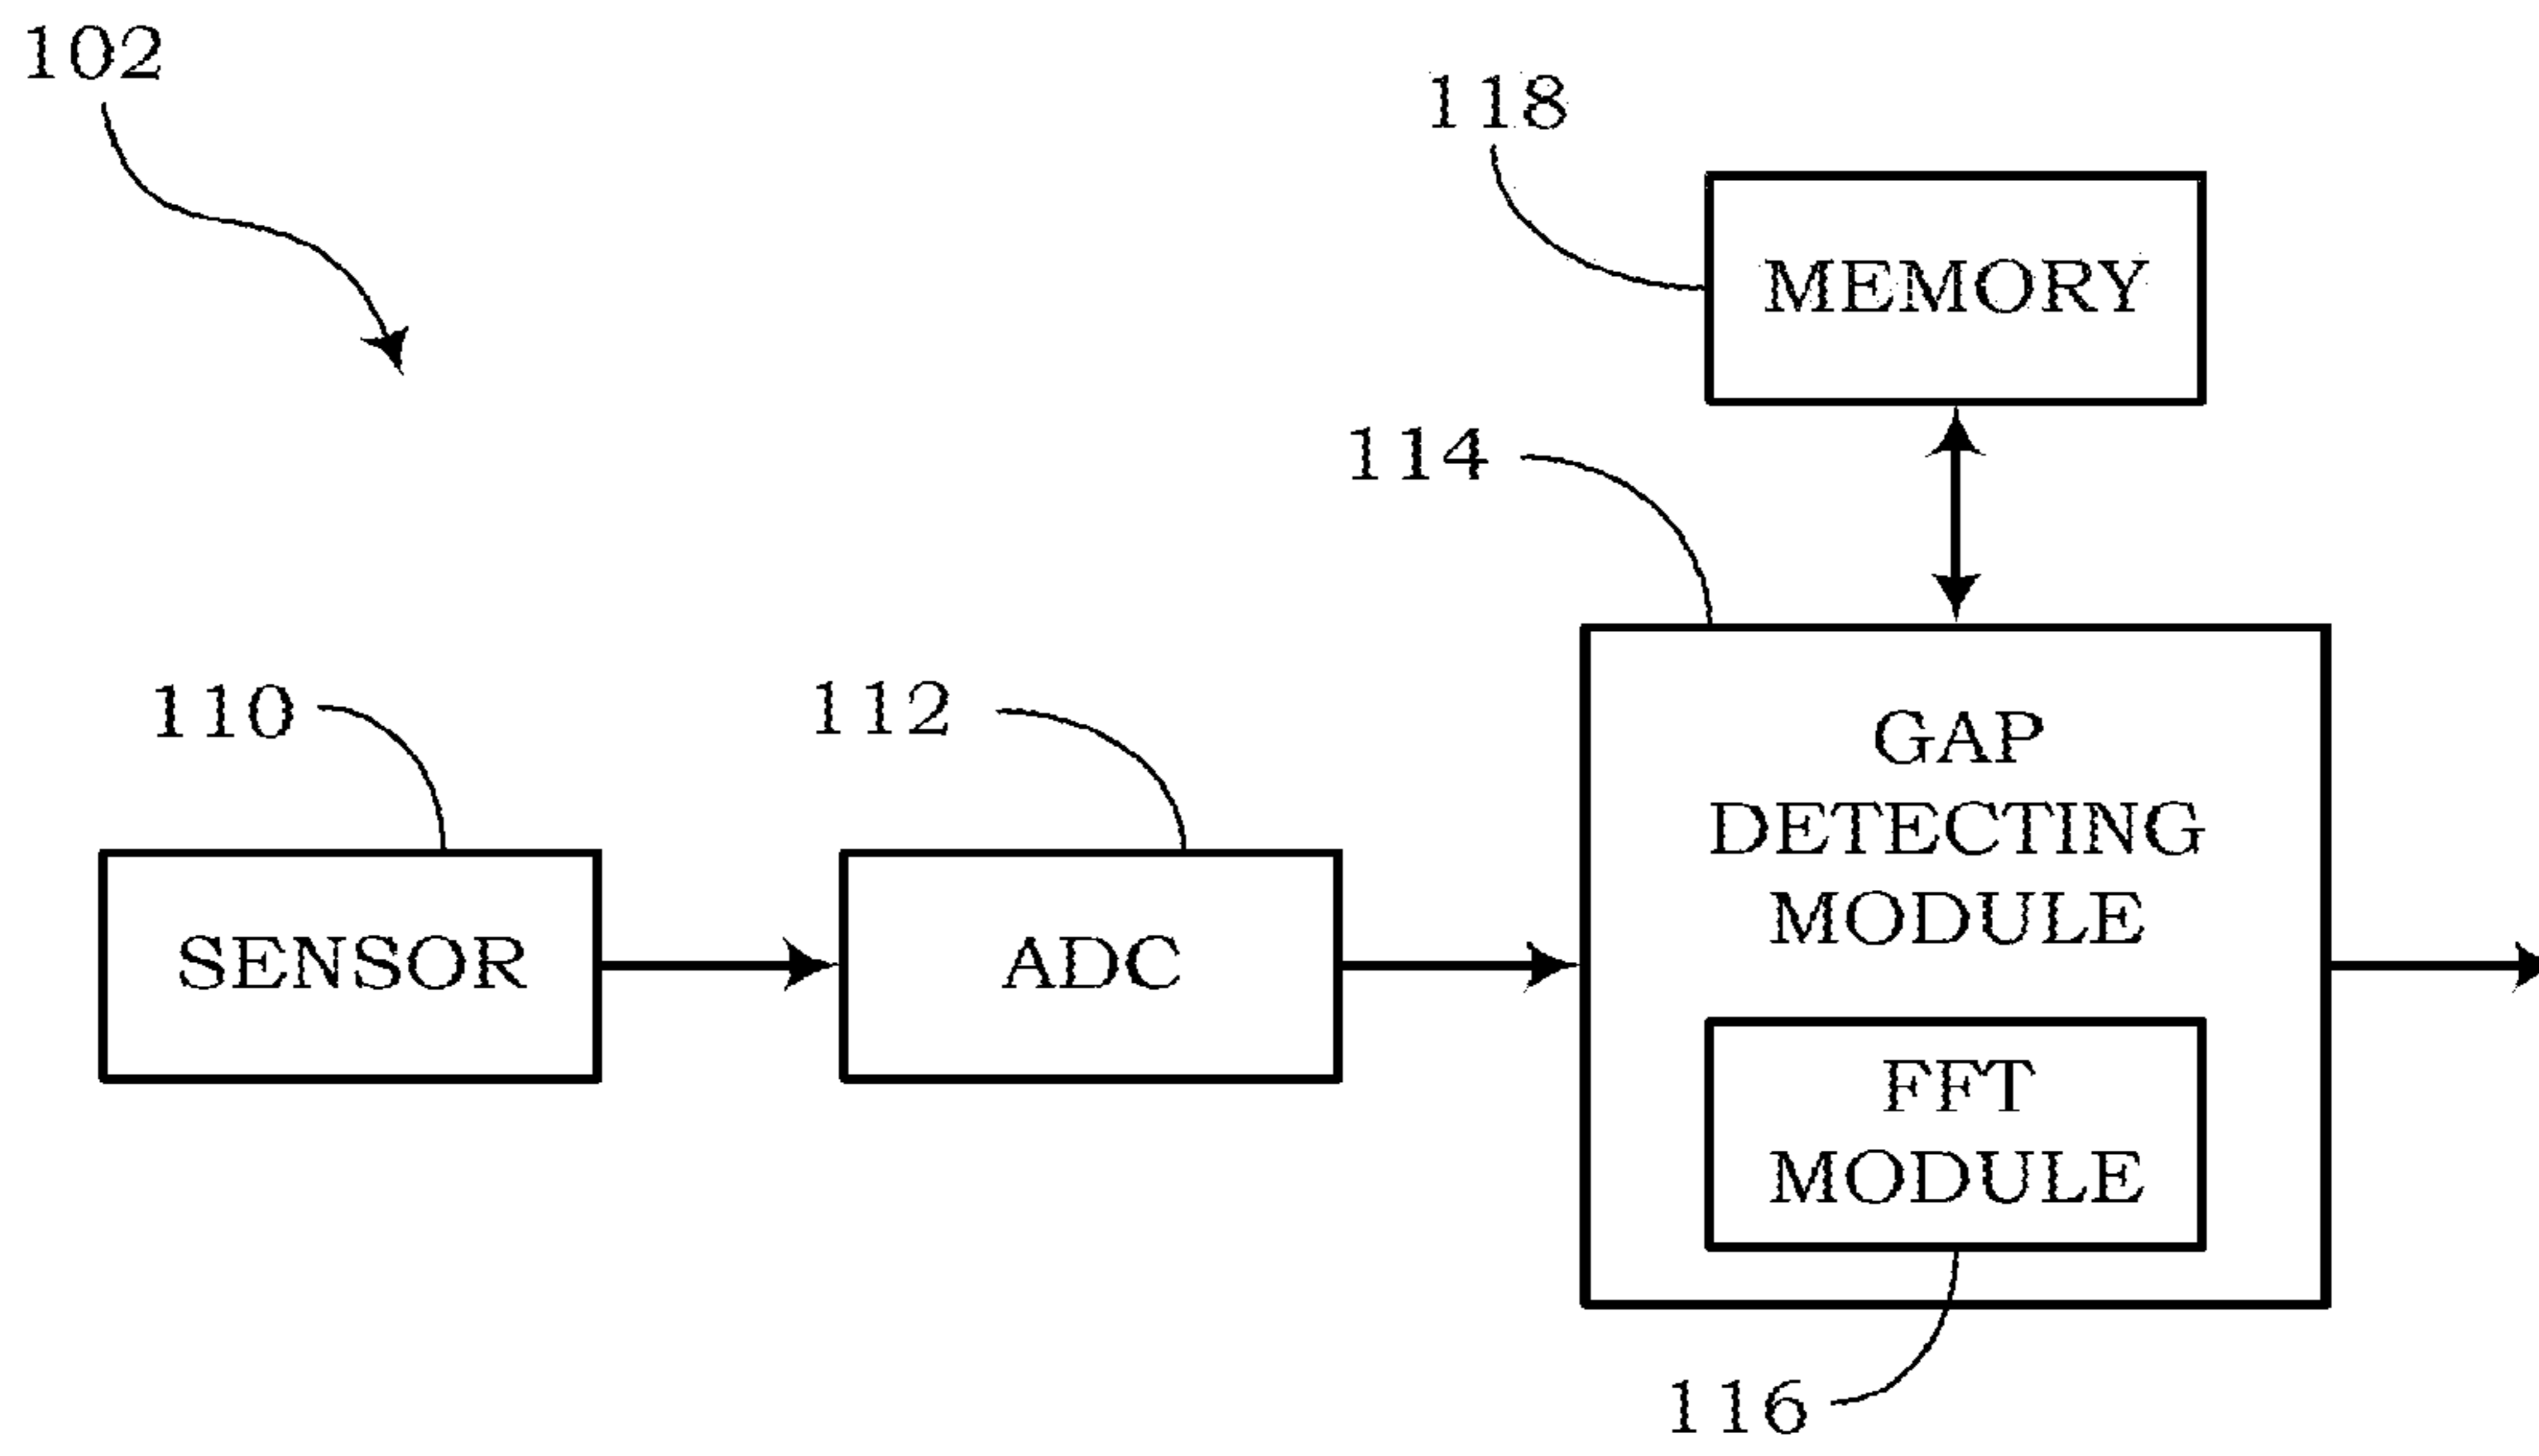 102
118
MEMORY
114
110
112
GAP
DETECTING
MODULE
SENSOR
ADC
FFT
MODULE
116